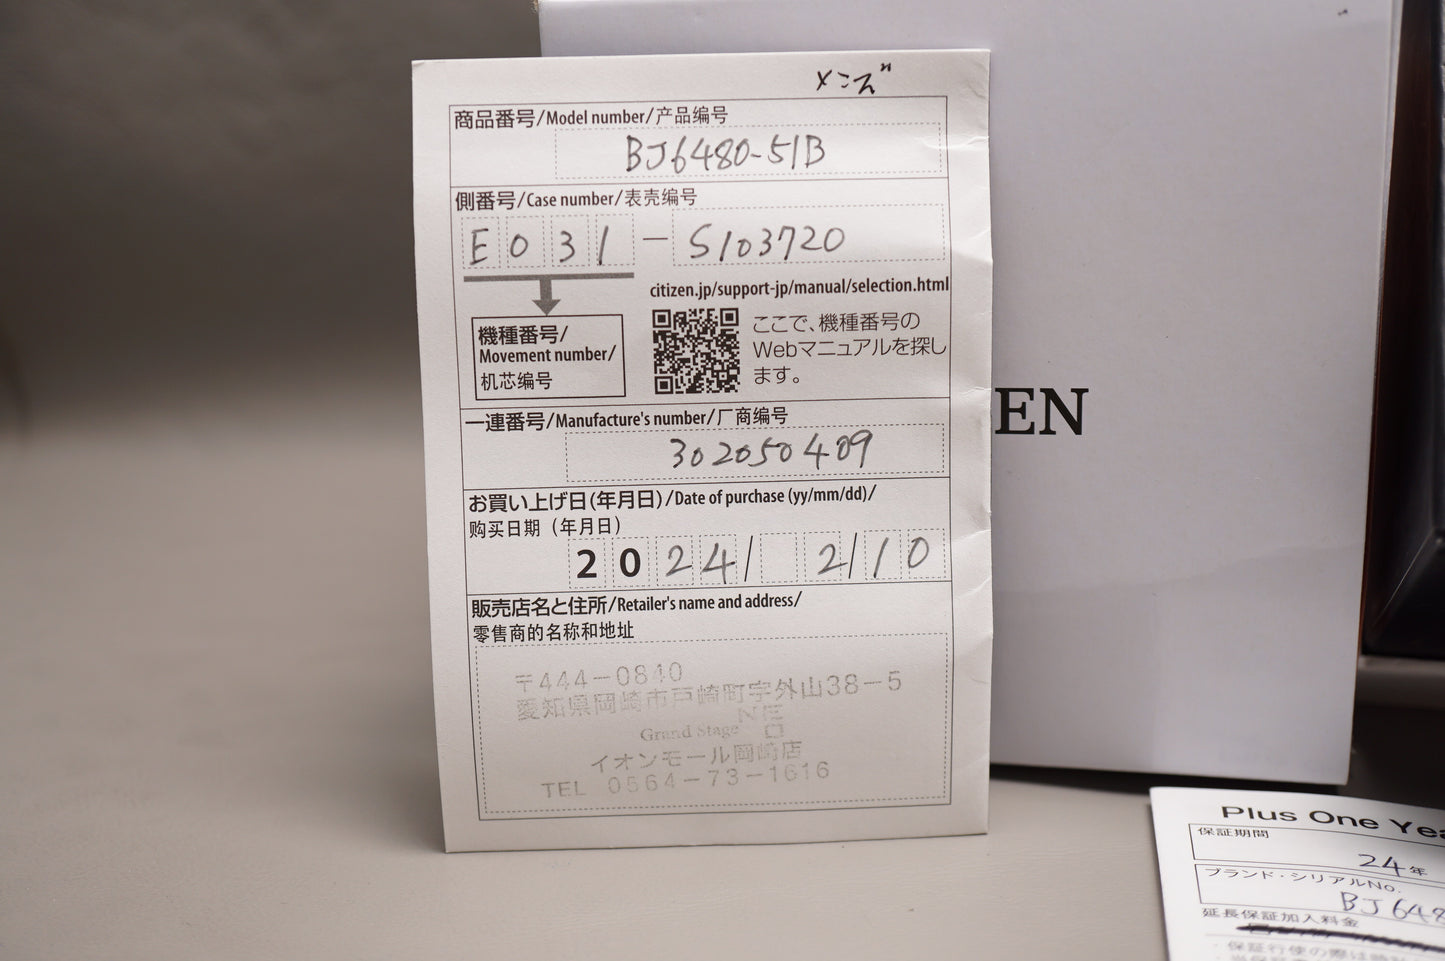 メンズ
商品番号/Model number/产品编号
BJ6480-51B
側番号/Case number/表壳编号
E031-S103720
citizen.jp/support-jp/manual/selection.html
機種番号/
Movement number/
机芯编号
ここで、機種番号の
Webマニュアルを探し
ます。
一連番号/Manufacture's number/厂商编号
302050409
お買い上げ日(年月日)/Date of purchase (yy/mm/dd)/
购买日期（年月日）
2024/ 2/10
販売店名と住所/Retailer's name and address/
零售商的名称和地址
〒444-0840
愛知県岡崎市戸崎町字外山38-5
Grand Stage NEO
イオンモール岡崎店
TEL 0564-73-1616
EN
Plus One Yea
保証期間
24年
ブランド・シリアルNo.
BJ648
延長保証加入料金